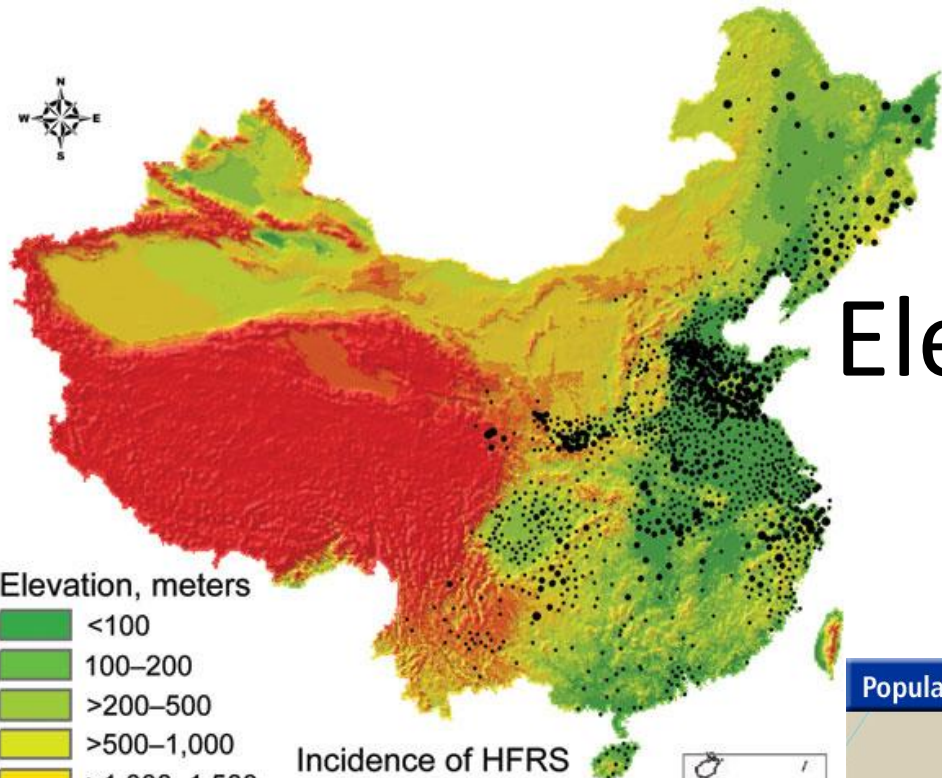 N
W E
S
Ele
Elevation, meters
<100
100–200
>200–500
>500–1,000
Incidence of HFRS
Popula